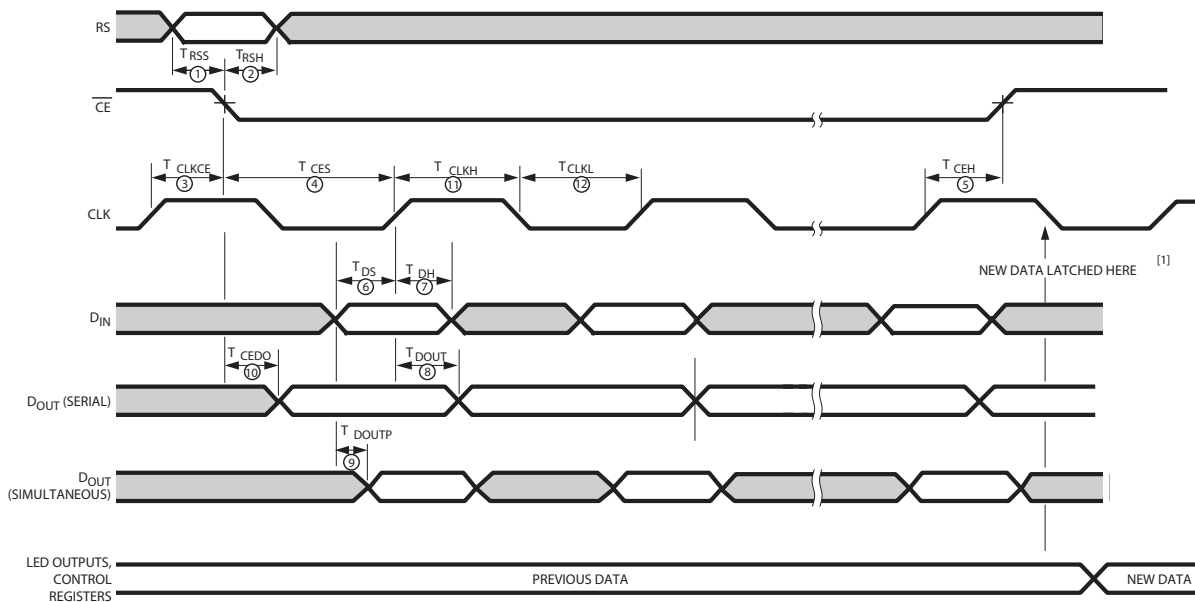 RS
T RSS
TRSH
1
2
CE
T CLKCE
T CES
T CLKH
T CLKL
T CEH
3
4
11
12
5
CLK
T DS
T DH
6
7
NEW DATA LATCHED HERE [1]
DIN
T CEDO
T DOUT
10
8
DOUT (SERIAL)
T DOUTP
9
DOUT
(SIMULTANEOUS)
LED OUTPUTS,
CONTROL
REGISTERS
PREVIOUS DATA
NEW DATA